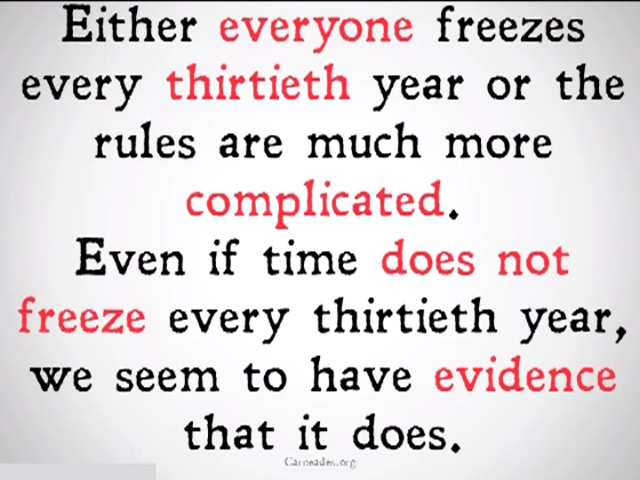 Either everyone freezes
every thirtieth year or the
rules are much more
complicated.
Even if time does not
freeze every thirtieth year,
we seem to have evidence
that it does.
Carneades.org